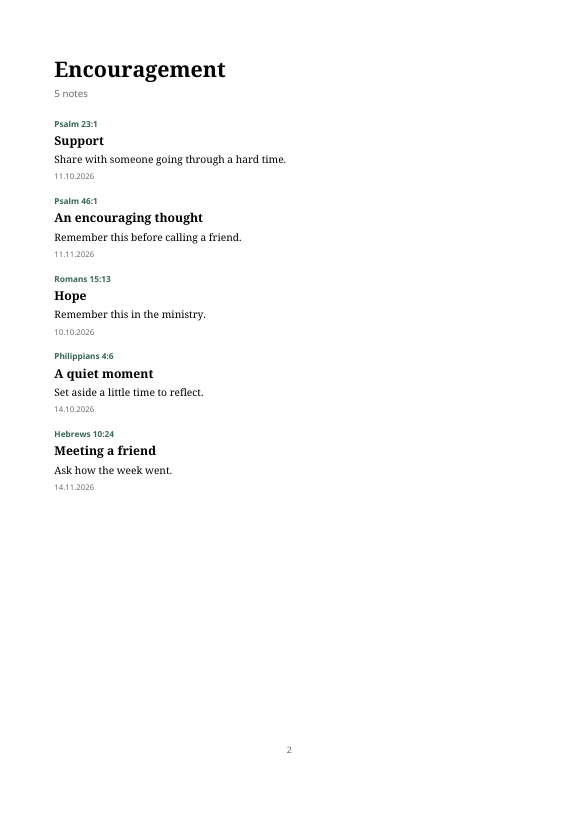 Encouragement
5 notes
Psalm 23:1
Support
Share with someone going through a hard time.
11.10.2026
Psalm 46:1
An encouraging thought
Remember this before calling a friend.
11.11.2026
Romans 15:13
Hope
Remember this in the ministry.
10.10.2026
Philippians 4:6
A quiet moment
Set aside a little time to reflect.
14.10.2026
Hebrews 10:24
Meeting a friend
Ask how the week went.
14.11.2026
2